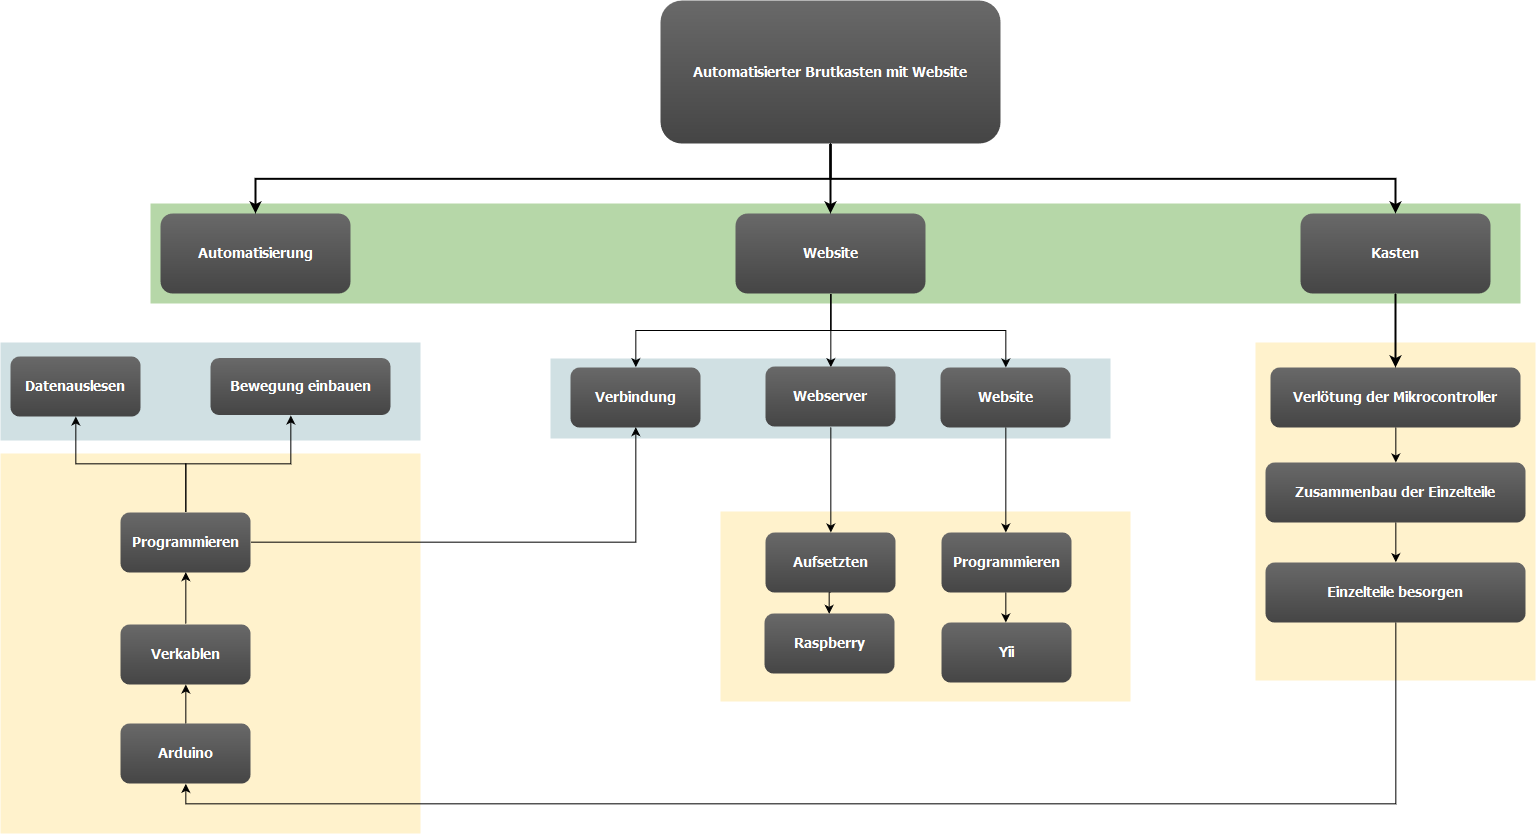 Automatisierter Brutkasten mit Website
Automatisierung
Website
Kasten
Datenauslesen
Bewegung einbauen
Verbindung
Webserver
Website
Verlötung der Mikrocontroller
Zusammenbau der Einzelteile
Programmieren
Aufsetzten
Programmieren
Einzelteile besorgen
Verkablen
Raspberry
Yii
Arduino